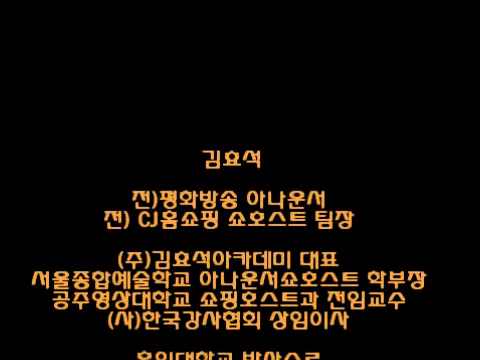 김효석
전)평화방송 아나운서
전) CJ홈쇼핑 쇼호스트 팀장
(주)김효석아카데미 대표
서울종합예술학교 아나운서쇼호스트 학부장
공주영상대학교 쇼핑호스트과 전임교수
(사)한국강사협회 상임이사